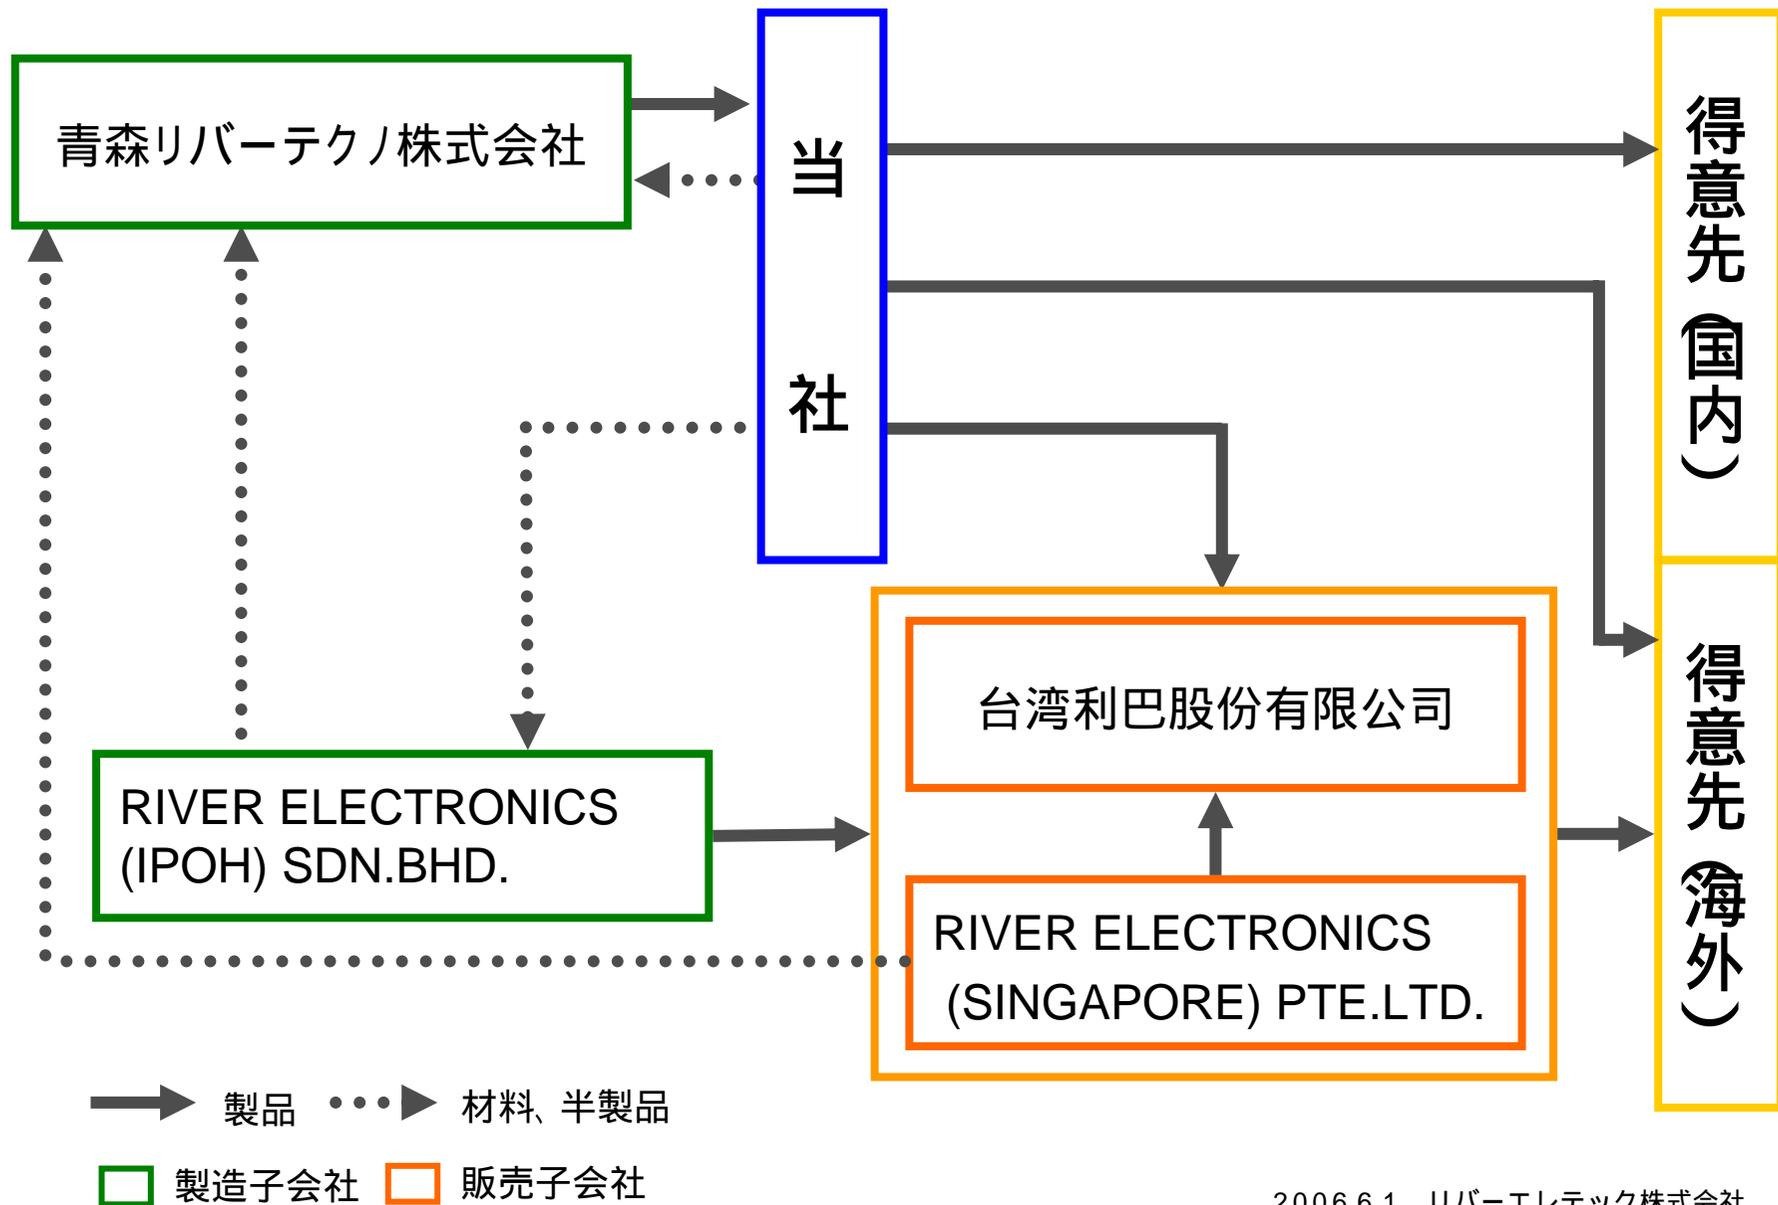 青森リバーテクノ株式会社
当社
得意先(国内)
得意先(海外)
台湾利巴股份有限公司
RIVER ELECTRONICS
(IPOH) SDN.BHD.
RIVER ELECTRONICS
(SINGAPORE) PTE.LTD.
製品
材料、半製品
製造子会社
販売子会社
2006.6.1 リバーエレテック株式会社